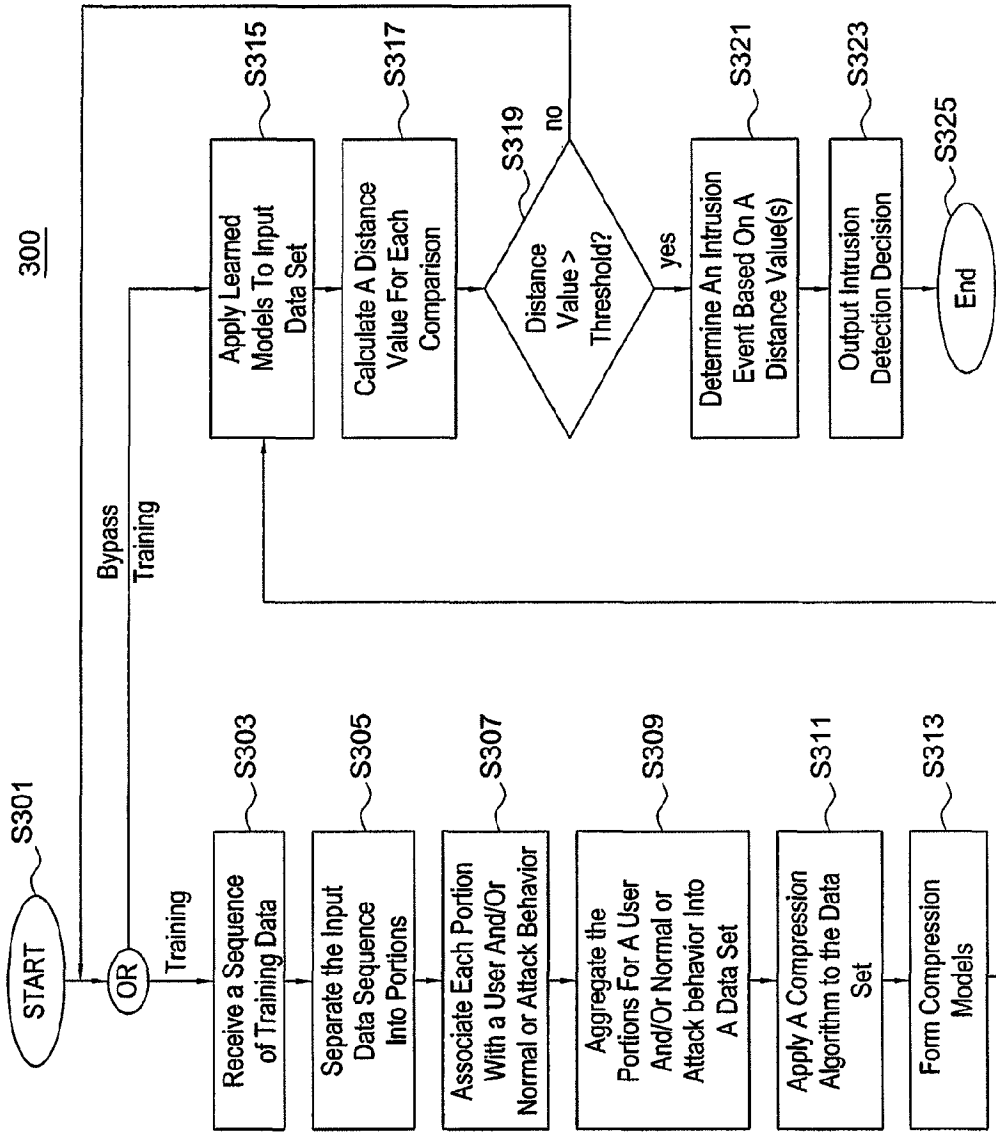 300
START
S301
OR
Training
Bypass
Training
Receive a Sequence
of Training Data
S303
Separate the Input
Data Sequence
Into Portions
S305
Associate Each Portion
With a User And/Or
Normal or Attack Behavior
S307
Aggregate the
Portions For A User
And/Or Normal or
Attack behavior Into
A Data Set
S309
Apply A Compression
Algorithm to the Data
Set
S311
Form Compression
Models
S313
Apply Learned
Models To Input
Data Set
S315
Calculate A Distance
Value For Each
Comparison
S317
Distance
Value >
Threshold?
S319
no
yes
Determine An Intrusion
Event Based On A
Distance Value(s)
S321
Output Intrusion
Detection Decision
S323
End
S325